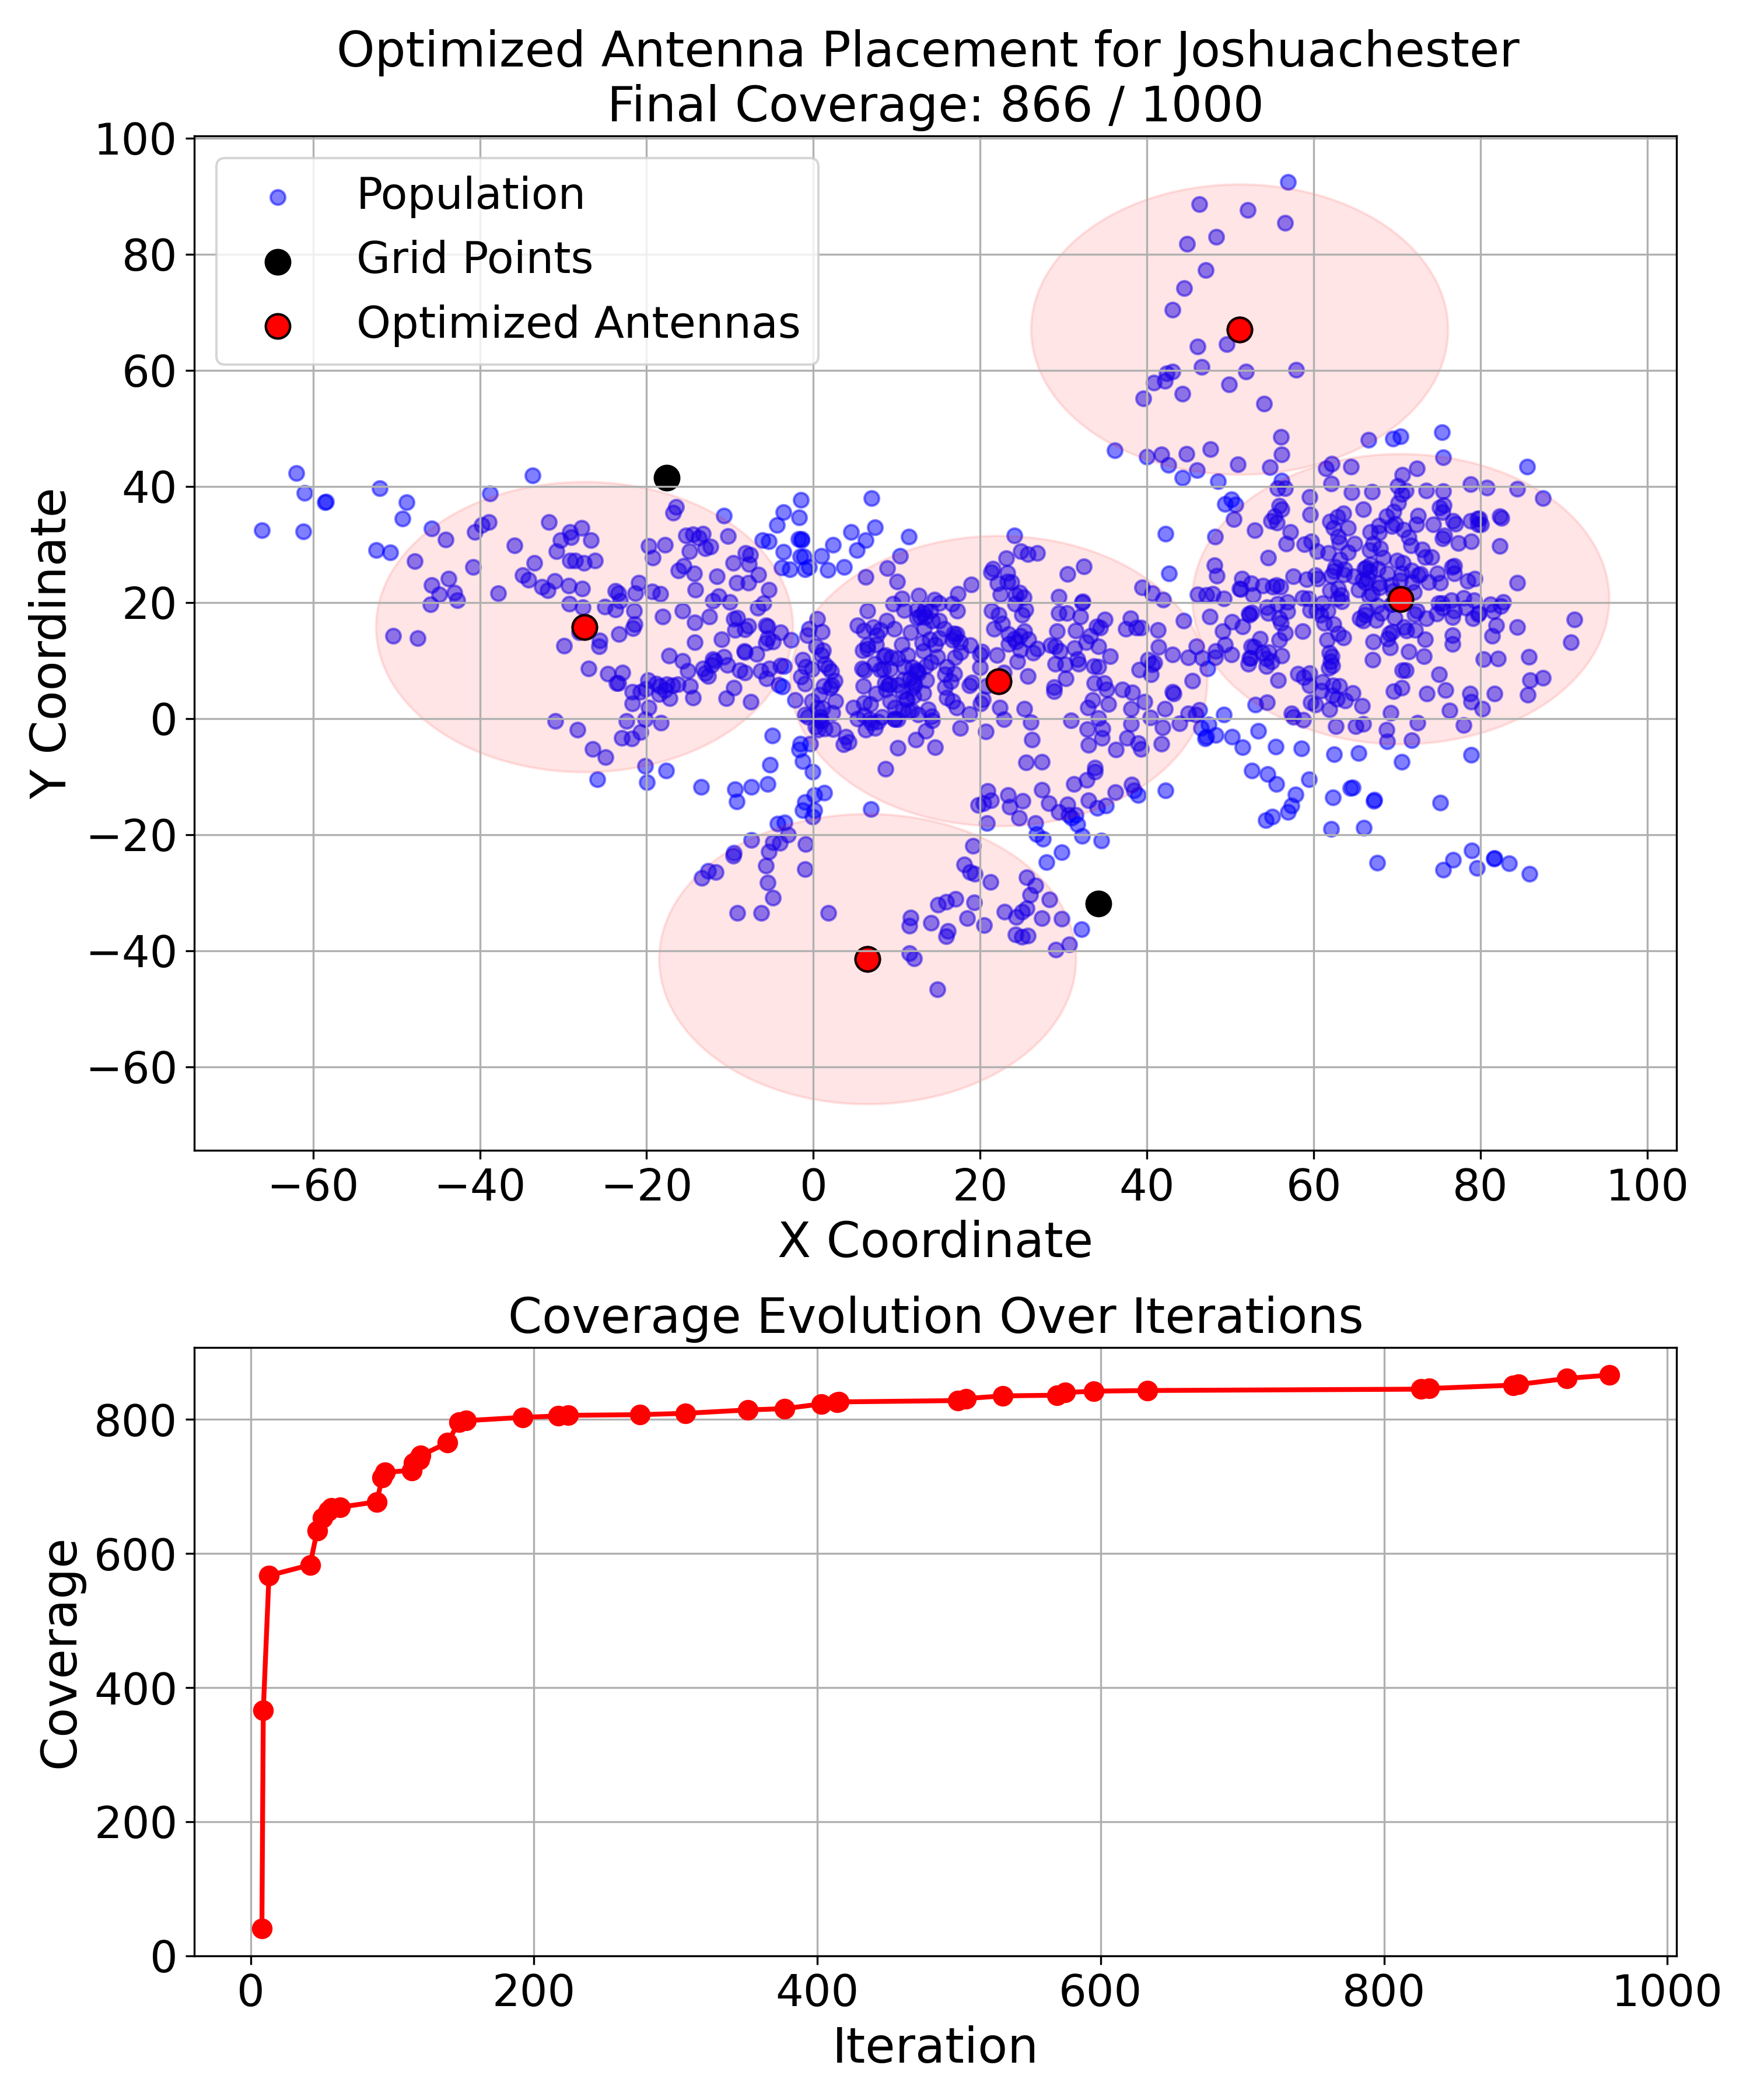 Optimized Antenna Placement for Joshuachester
Final Coverage: 866 / 1000
100
80
60
40
20
0
−20
−40
−60
Y Coordinate
Population
Grid Points
Optimized Antennas
−60 −40 −20 0 20 40 60 80 100
X Coordinate
Coverage Evolution Over Iterations
800
600
400
200
0
Coverage
0 200 400 600 800 1000
Iteration